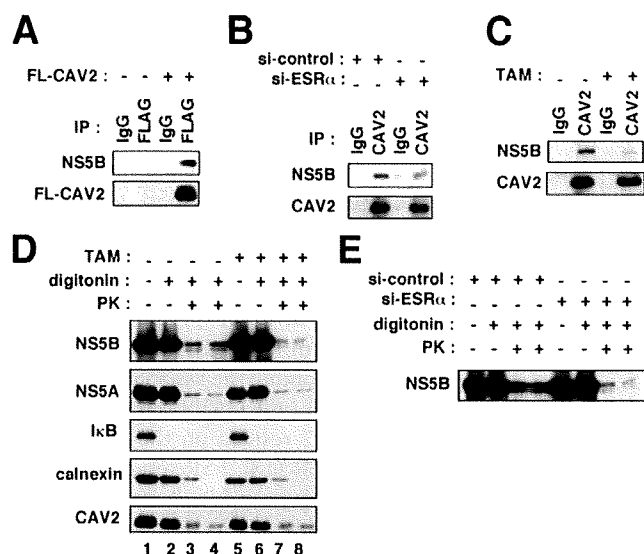 A
FL-CAV2 : - - + +
IP : IgG FLAG IgG FLAG
NS5B
FL-CAV2
B
si-control : + + - -
si-ESRα : - - + +
IP : IgG CAV2 IgG CAV2
NS5B
CAV2
C
TAM : - - + +
IP : IgG CAV2 IgG CAV2
NS5B
CAV2
D
TAM : - - - - + + + +
digitonin : - + + + - + + +
PK : - - + + - - + +
NS5B
NS5A
IκB
calnexin
CAV2
1 2 3 4 5 6 7 8
E
si-control : + + + + - - - -
si-ESRα : - - - - + + + +
digitonin : - + + + - + + +
PK : - - + + - - + +
NS5B